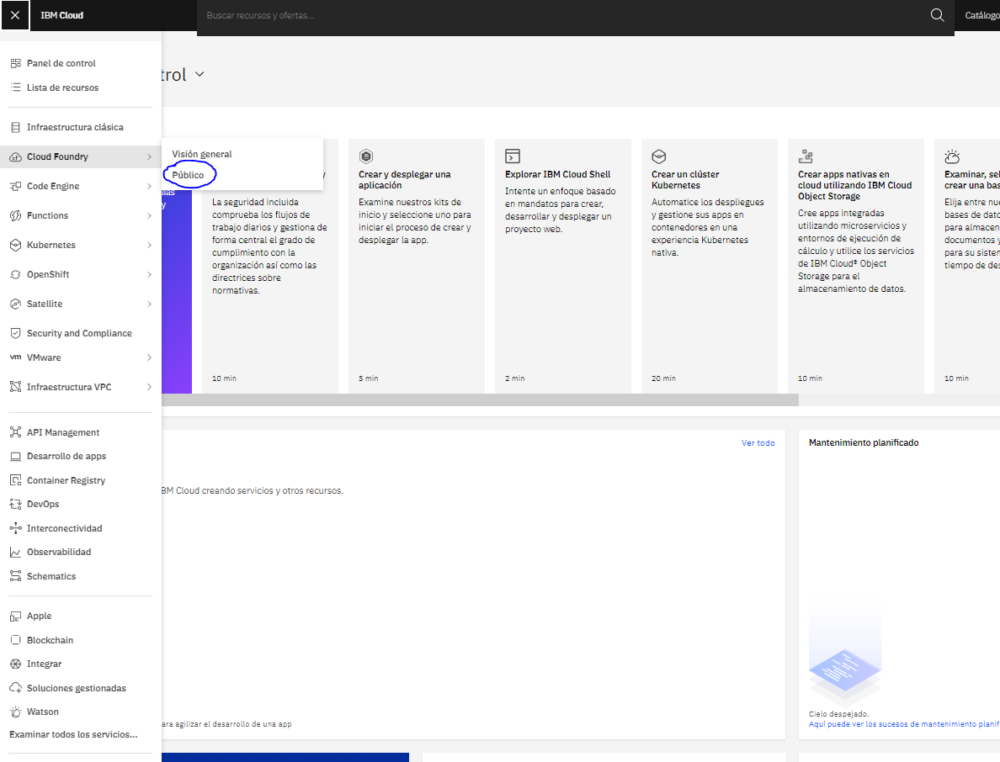 IBM Cloud
Buscar recursos y ofertas...
Catálogo
Panel de control
Lista de recursos
Infraestructura clásica
Cloud Foundry
Code Engine
Functions
Kubernetes
OpenShift
Satellite
Security and Compliance
vm VMware
Infraestructura VPC
API Management
Desarrollo de apps
Container Registry
DevOps
Interconectividad
Observabilidad
Schematics
Apple
Blockchain
Integrar
Soluciones gestionadas
Watson
Examinar todos los servicios...
Visión general
Público
trol
y
y
La seguridad incluida
comprueba los flujos de
trabajo diarios y gestiona de
forma central el grado de
cumplimiento con la
organización así como las
directrices sobre
normativas.
10 min
Crear y desplegar una
aplicación
Examine nuestros kits de
inicio y seleccione uno para
iniciar el proceso de crear y
desplegar la app.
5 min
Explorar IBM Cloud Shell
Intente un enfoque basado
en mandatos para crear,
desarrollar y desplegar un
proyecto web.
2 min
Crear un clúster
Kubernetes
Automatice los despliegues
y gestione sus apps en
contenedores en una
experiencia Kubernetes
nativa.
20 min
Crear apps nativas en
cloud utilizando IBM Cloud
Object Storage
Cree apps integradas
utilizando microservicios y
entornos de ejecución de
cálculo y utilice los servicios
de IBM Cloud® Object
Storage para el
almacenamiento de datos.
10 min
Examinar, sel
crear una bas
Elija entre nue
bases de dato
para almacen
documentos y
para su sistem
tiempo de des
10 min
Ver todo
BM Cloud creando servicios y otros recursos.
ara agilizar el desarrollo de una app
Mantenimiento planificado
Cielo despejado.
Aquí puede ver los sucesos de mantenimiento planif